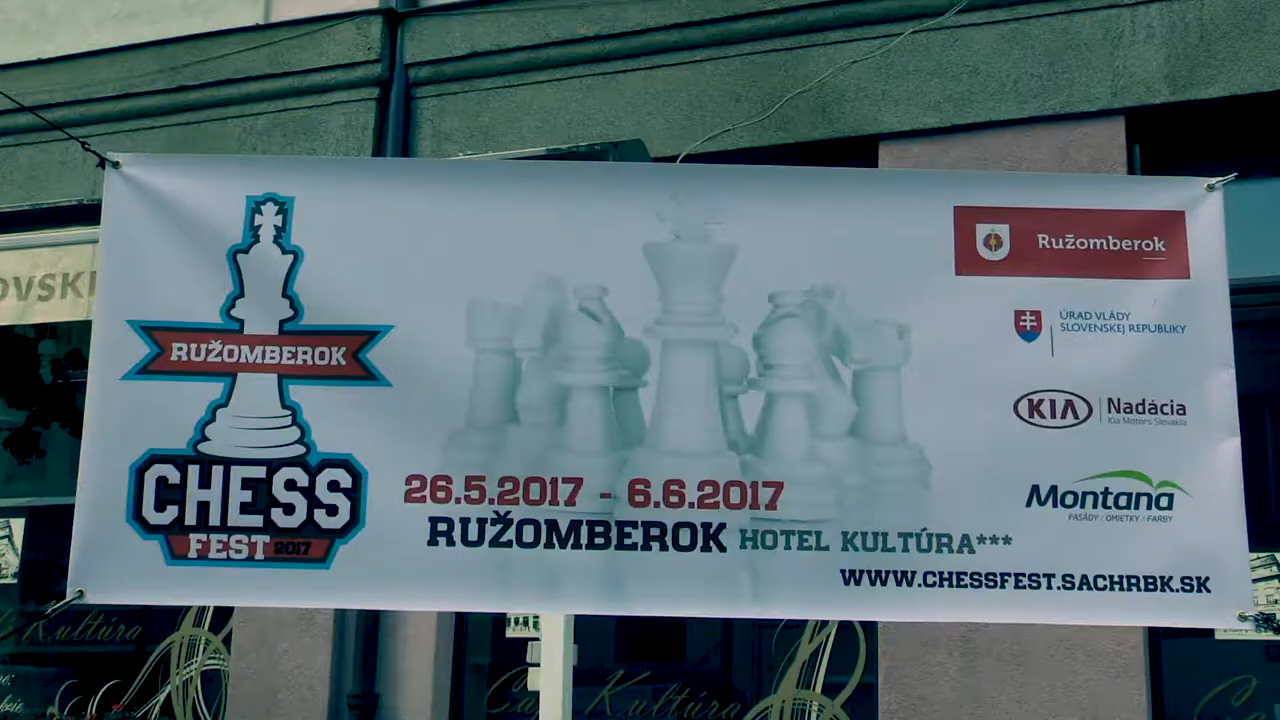 OVSKI
RUŽOMBEROK
CHESS
FEST 2017
26.5.2017 - 6.6.2017
RUŽOMBEROK HOTEL KULTÚRA***
WWW.CHESSFEST.SACHRBK.SK
Ružomberok
ÚRAD VLÁDY
SLOVENSKEJ REPUBLIKY
KIA Nadácia
Kia Motors Slovakia
Montana
FASÁDY / OMIETKY / FARBY
Kultúra
Kultúra